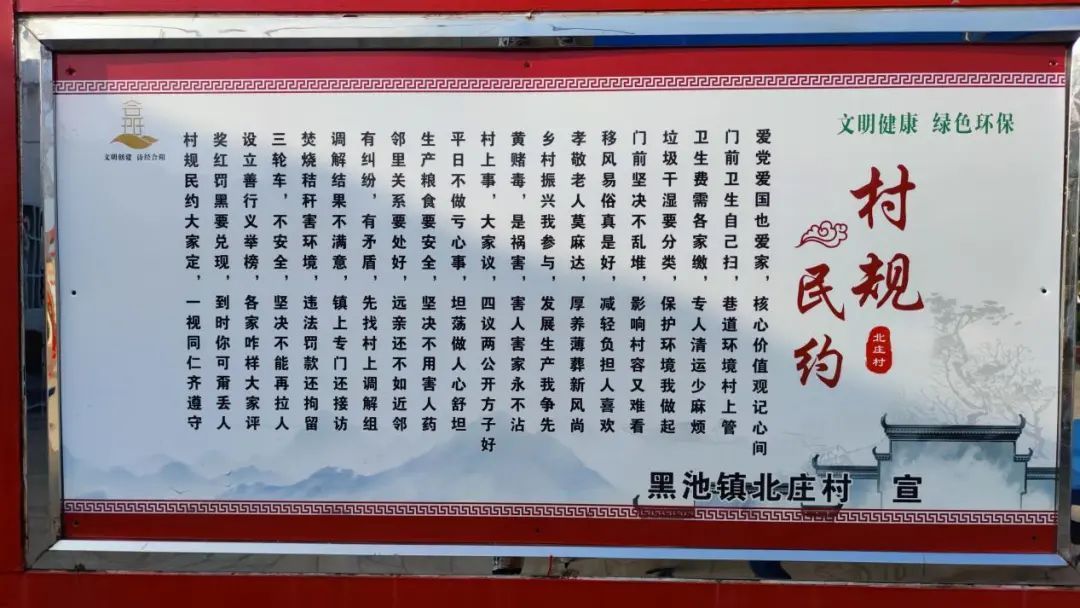 文明健康 绿色环保
村规
民约
北庄村
爱党爱国也爱家，核心价值观记心间
门前卫生自己扫，巷道环境村上管
卫生费需各家缴，专人清运少麻烦
垃圾干湿要分类，保护环境我做起
门前坚决不乱堆，影响村容又难看
移风易俗真是好，减轻负担人喜欢
孝敬老人莫麻达，厚养薄葬新风尚
乡村振兴我参与，发展生产我争先
黄赌毒，是祸害，害人害家永不沾
村上事，大家议，四议两公开方子好
平日不做亏心事，坦荡做人心舒坦
生产粮食要安全，坚决不用害人药
邻里关系要处好，远亲还不如近邻
有纠纷，有矛盾，先找村上调解组
调解结果不满意，镇上专门还接访
焚烧秸秆害环境，违法罚款还拘留
三轮车，不安全，坚决不能再拉人
设立善行义举榜，各家咋样大家评
奖红罚黑要兑现，到时你可甭丢人
村规民约大家定，一视同仁齐遵守
合阳
文明创建 诗经合阳
黑池镇北庄村 宣